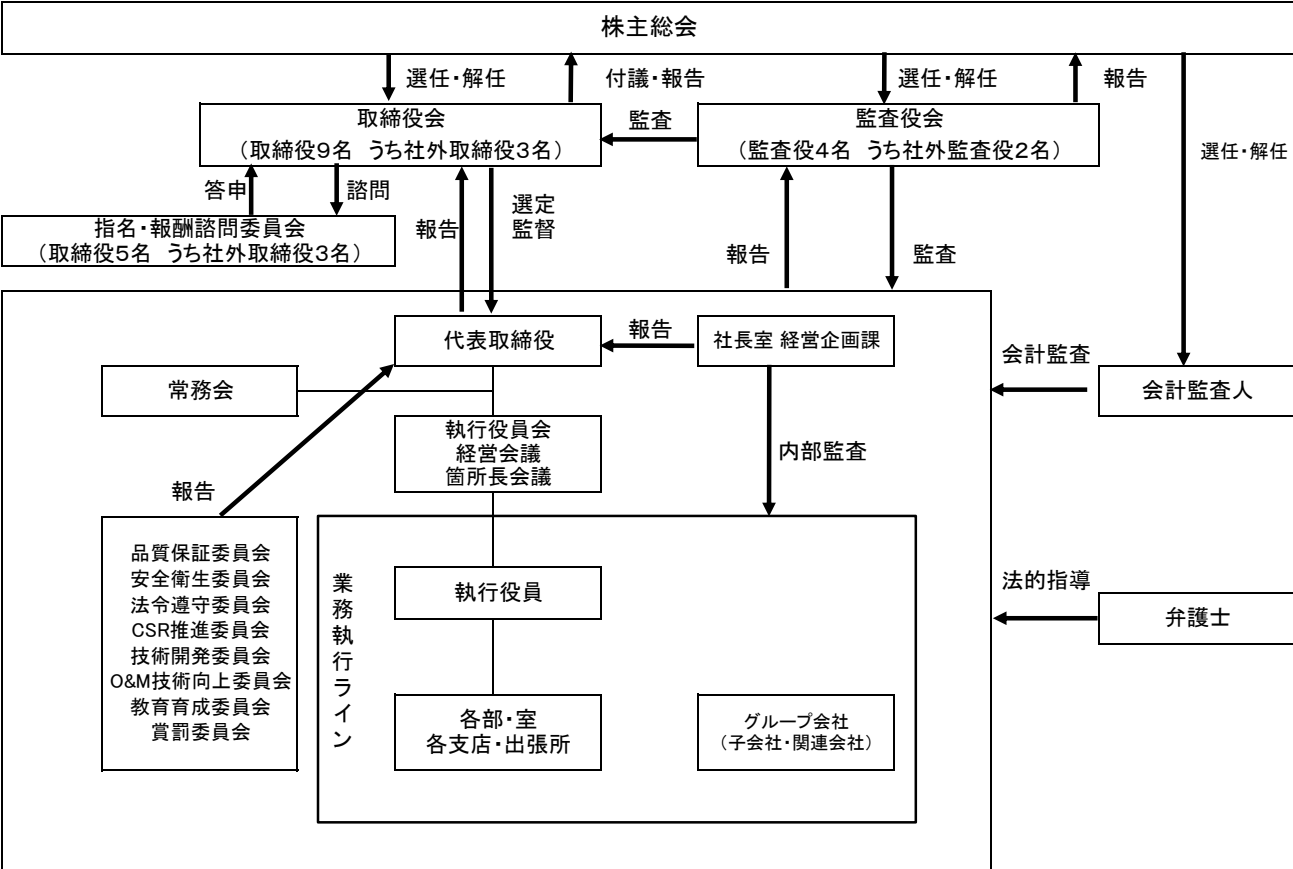 株主総会
選任・解任
付議・報告
選任・解任
報告
取締役会
（取締役9名　うち社外取締役3名）
監査
監査役会
（監査役4名　うち社外監査役2名）
選任・解任
答申
諮問
指名・報酬諮問委員会
（取締役5名　うち社外取締役3名）
報告
選定
監督
報告
監査
代表取締役
報告
社長室 経営企画課
会計監査
会計監査人
常務会
執行役員会
経営会議
箇所長会議
内部監査
報告
品質保証委員会
安全衛生委員会
法令遵守委員会
CSR推進委員会
技術開発委員会
O&M技術向上委員会
教育育成委員会
賞罰委員会
業務執行ライン
執行役員
法的指導
弁護士
各部・室
各支店・出張所
グループ会社
（子会社・関連会社）